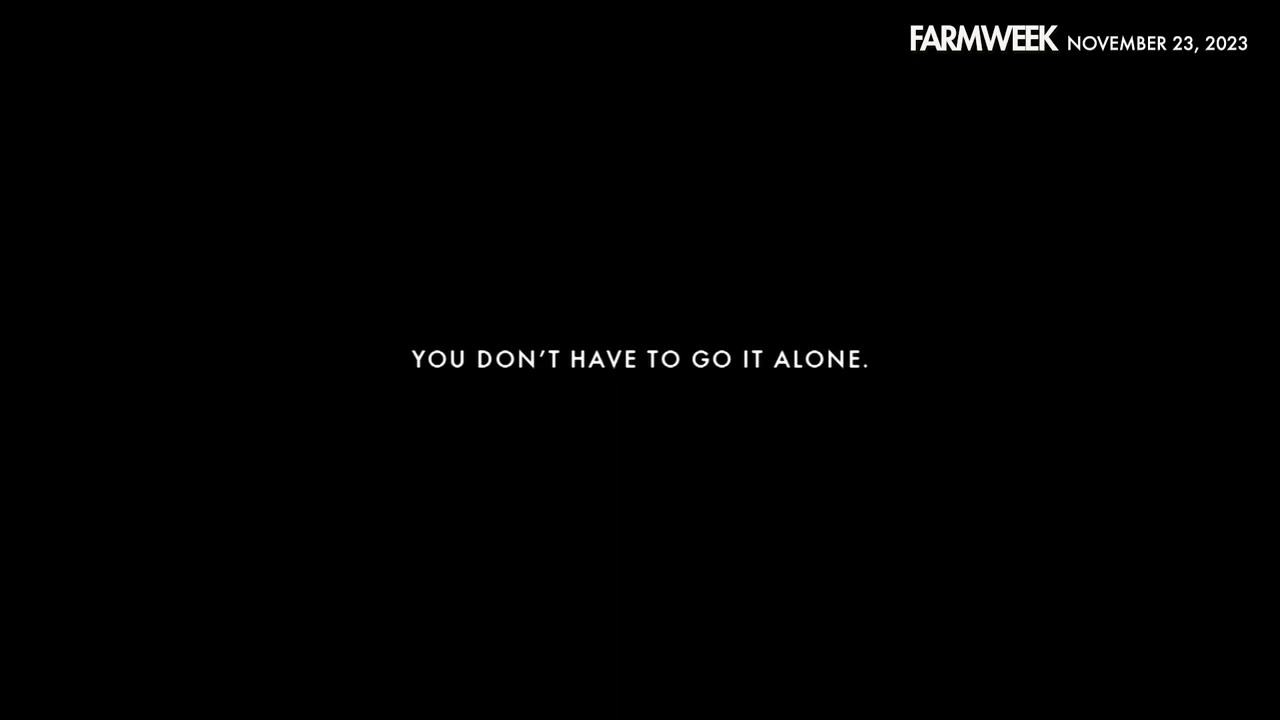 FARMWEEK NOVEMBER 23, 2023
YOU DON’T HAVE TO GO IT ALONE.